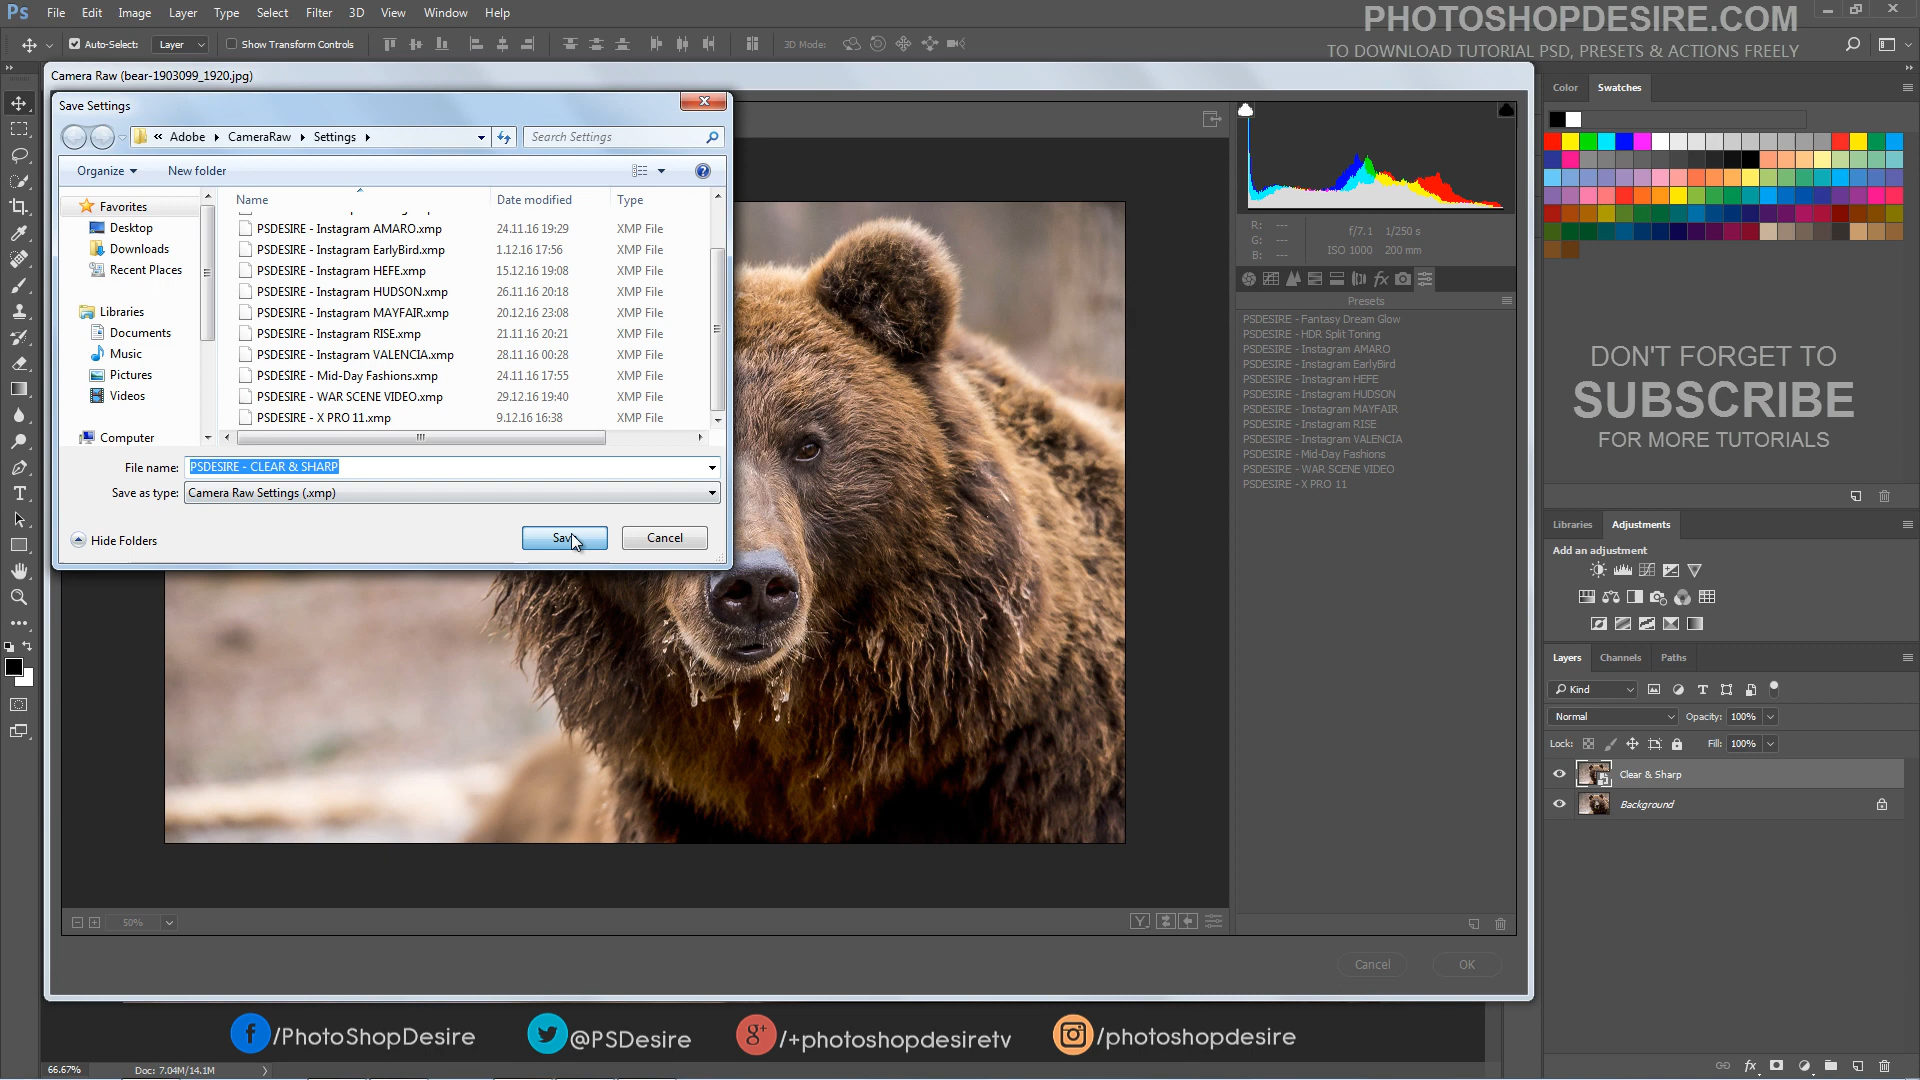 Ps File Edit Image Layer Type Select Filter 3D View Window Help
PHOTOSHOPDESIRE.COM
TO DOWNLOAD TUTORIAL PSD, PRESETS & ACTIONS FREELY
Auto-Select: Layer Show Transform Controls 3D Mode:
Camera Raw (bear-1903099_1920.jpg)
Save Settings
« Adobe CameraRaw Settings Search Settings
Organize New folder
Name Date modified Type
PSDESIRE - Instagram AMARO.xmp 24.11.16 19:29 XMP File
PSDESIRE - Instagram EarlyBird.xmp 1.12.16 17:56 XMP File
PSDESIRE - Instagram HEFE.xmp 15.12.16 19:08 XMP File
PSDESIRE - Instagram HUDSON.xmp 26.11.16 20:18 XMP File
PSDESIRE - Instagram MAYFAIR.xmp 20.12.16 23:08 XMP File
PSDESIRE - Instagram RISE.xmp 21.11.16 20:21 XMP File
PSDESIRE - Instagram VALENCIA.xmp 28.11.16 00:28 XMP File
PSDESIRE - Mid-Day Fashions.xmp 24.11.16 17:55 XMP File
PSDESIRE - WAR SCENE VIDEO.xmp 29.12.16 19:40 XMP File
PSDESIRE - X PRO 11.xmp 9.12.16 16:38 XMP File
Favorites
Desktop
Downloads
Recent Places
Libraries
Documents
Music
Pictures
Videos
Computer
File name: PSDESIRE - CLEAR & SHARP
Save as type: Camera Raw Settings (.xmp)
Hide Folders
Cancel
R: ---
G: ---
B: ---
f/7.1 1/250 s
ISO 1000 200 mm
Presets
PSDESIRE - Fantasy Dream Glow
PSDESIRE - HDR Split Toning
PSDESIRE - Instagram AMARO
PSDESIRE - Instagram EarlyBird
PSDESIRE - Instagram HEFE
PSDESIRE - Instagram HUDSON
PSDESIRE - Instagram MAYFAIR
PSDESIRE - Instagram RISE
PSDESIRE - Instagram VALENCIA
PSDESIRE - Mid-Day Fashions
PSDESIRE - WAR SCENE VIDEO
PSDESIRE - X PRO 11
50%
Cancel OK
Color Swatches
DON'T FORGET TO
SUBSCRIBE
FOR MORE TUTORIALS
Libraries Adjustments
Add an adjustment
Layers Channels Paths
Kind
Normal Opacity: 100%
Lock: Fill: 100%
Clear & Sharp
Background
/PhotoShopDesire @PSDesire /+photoshopdesiretv /photoshopdesire
66.67% Doc: 7.04M/14.1M